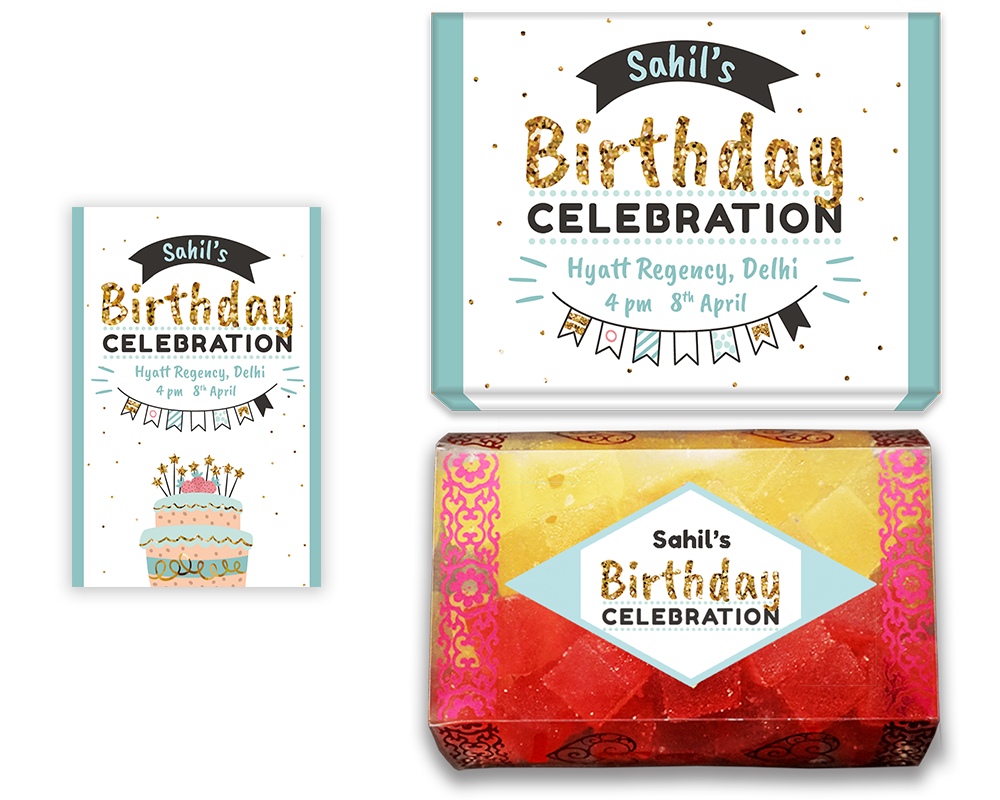 Sahil's
Birthday
CELEBRATION
Hyatt Regency, Delhi
4 pm 8th April
Sahil's
Birthday
CELEBRATION
Hyatt Regency, Delhi
4 pm 8th April
Sahil's
Birthday
CELEBRATION